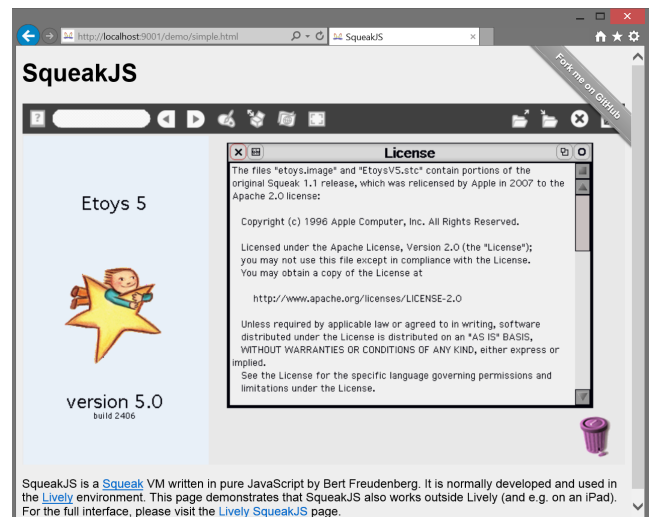 http://localhost:9001/demo/simple.html
SqueakJS
Fork me on GitHub
SqueakJS
?
License
The files "etoys.image" and "EtoysV5.stc" contain portions of the
original Squeak 1.1 release, which was relicensed by Apple in 2007 to the
Apache 2.0 license:
Copyright (c) 1996 Apple Computer, Inc. All Rights Reserved.
Licensed under the Apache License, Version 2.0 (the "License");
you may not use this file except in compliance with the License.
You may obtain a copy of the License at
http://www.apache.org/licenses/LICENSE-2.0
Unless required by applicable law or agreed to in writing, software
distributed under the License is distributed on an "AS IS" BASIS,
WITHOUT WARRANTIES OR CONDITIONS OF ANY KIND, either express or
implied.
See the License for the specific language governing permissions and
limitations under the License.
Etoys 5
version 5.0
build 2406
SqueakJS is a Squeak VM written in pure JavaScript by Bert Freudenberg. It is normally developed and used in
the Lively environment. This page demonstrates that SqueakJS also works outside Lively (and e.g. on an iPad).
For the full interface, please visit the Lively SqueakJS page.